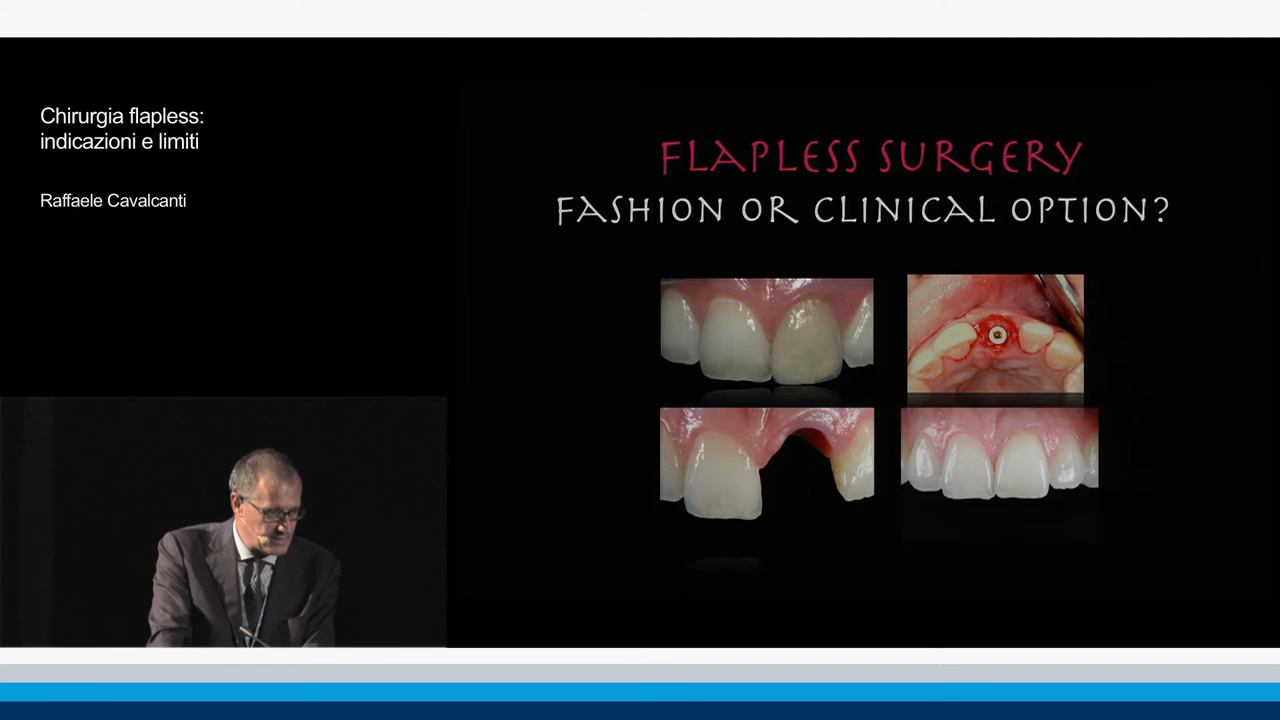 Chirurgia flapless:
indicazioni e limiti
Raffaele Cavalcanti
FLAPLESS SURGERY
FASHION OR CLINICAL OPTION?